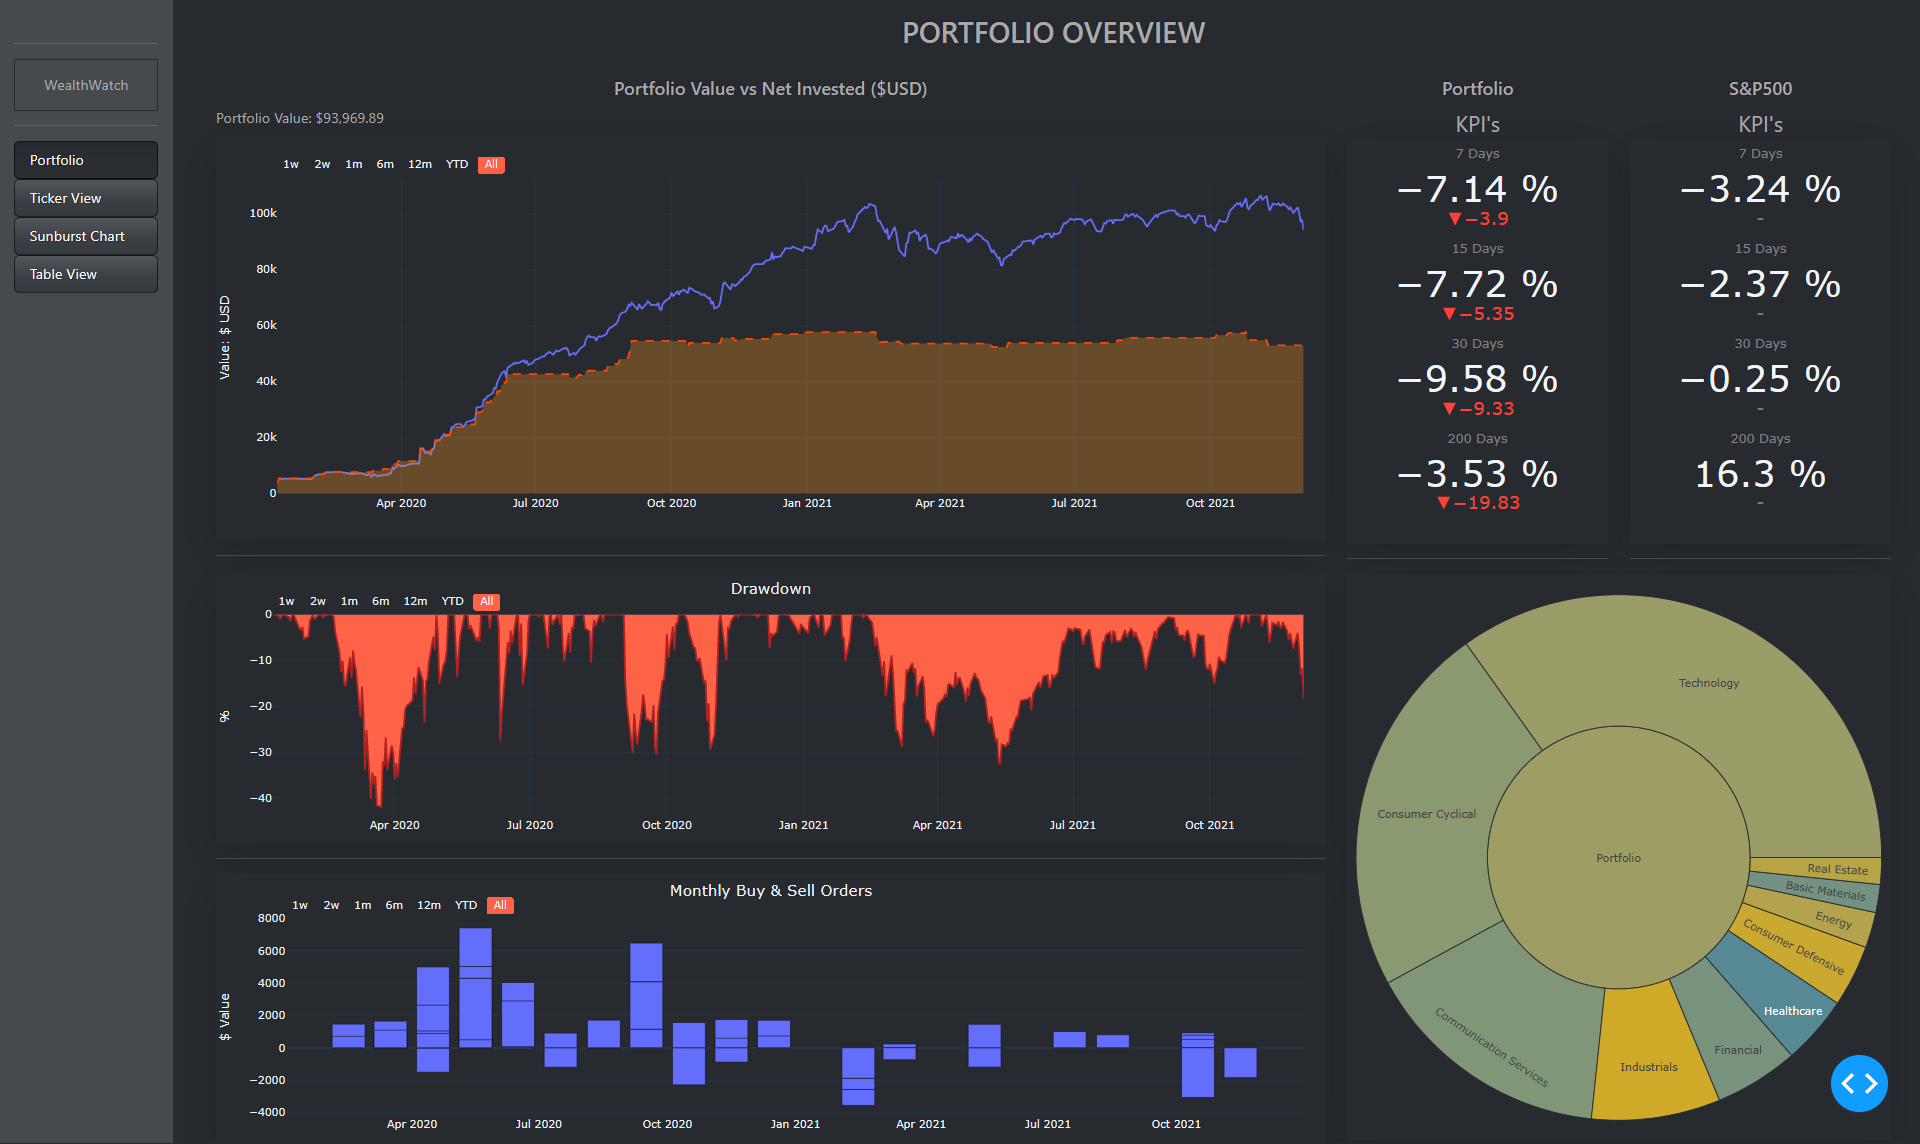 PORTFOLIO OVERVIEW
WealthWatch
Portfolio
Ticker View
Sunburst Chart
Table View
Portfolio Value vs Net Invested ($USD)
Portfolio Value: $93,969.89
1w 2w 1m 6m 12m YTD All
Value: $ USD
100k
80k
60k
40k
20k
0
Apr 2020 Jul 2020 Oct 2020 Jan 2021 Apr 2021 Jul 2021 Oct 2021
Portfolio
KPI's
7 Days
−7.14 %
▼−3.9
15 Days
−7.72 %
▼−5.35
30 Days
−9.58 %
▼−9.33
200 Days
−3.53 %
▼−19.83
S&P500
KPI's
7 Days
−3.24 %
-
15 Days
−2.37 %
-
30 Days
−0.25 %
-
200 Days
16.3 %
-
Drawdown
1w 2w 1m 6m 12m YTD All
%
0
−10
−20
−30
−40
Apr 2020 Jul 2020 Oct 2020 Jan 2021 Apr 2021 Jul 2021 Oct 2021
Monthly Buy & Sell Orders
1w 2w 1m 6m 12m YTD All
$ Value
8000
6000
4000
2000
0
−2000
−4000
Apr 2020 Jul 2020 Oct 2020 Jan 2021 Apr 2021 Jul 2021 Oct 2021
Technology
Consumer Cyclical
Portfolio
Real Estate
Basic Materials
Energy
Consumer Defensive
Healthcare
Financial
Industrials
Communication Services